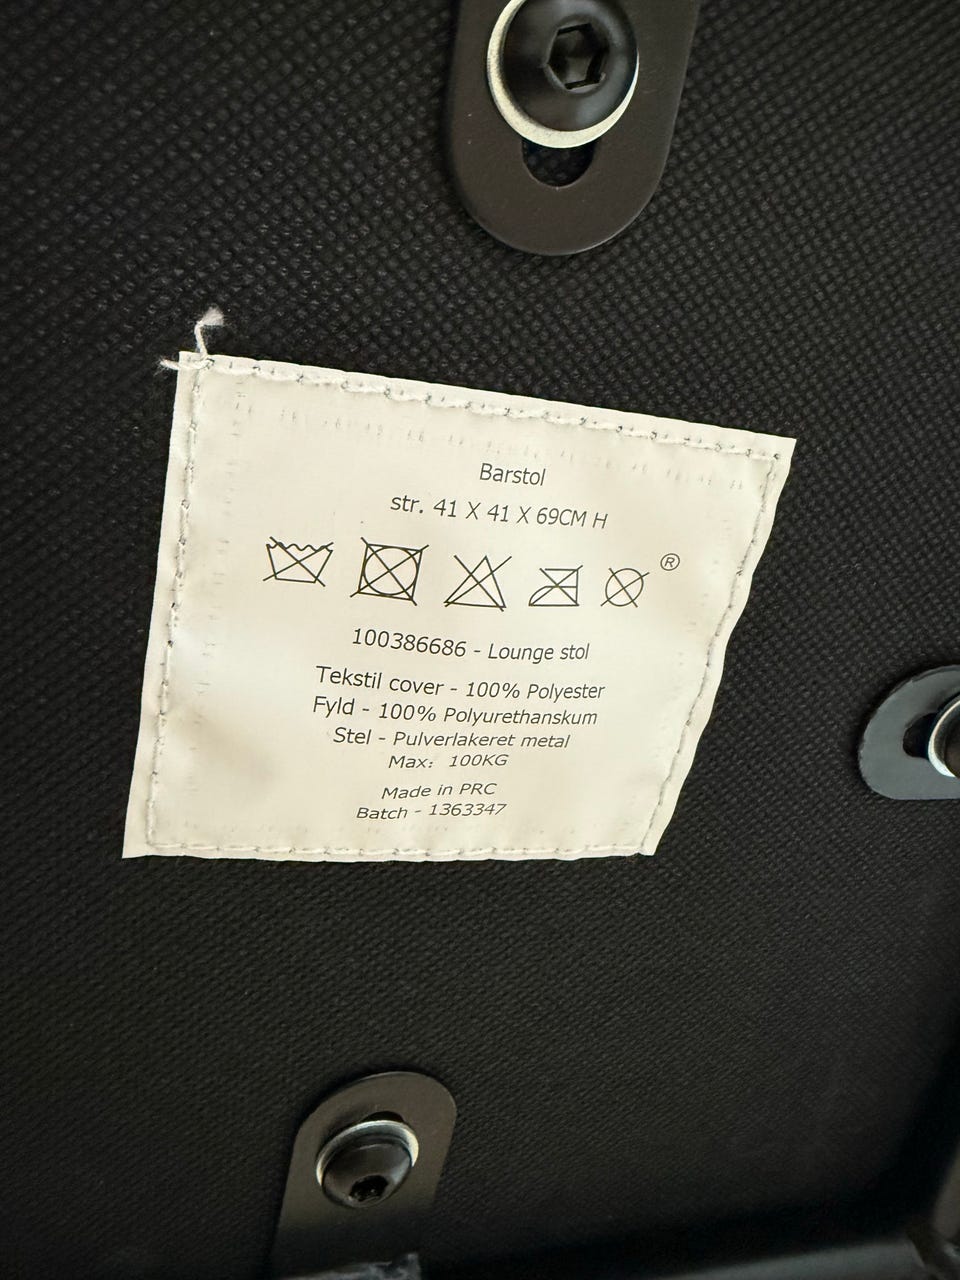 Barstol
str. 41 X 41 X 69CM H
®
100386686 - Lounge stol
Tekstil cover - 100% Polyester
Fyld - 100% Polyurethanskum
Stel - Pulverlakeret metal
Max: 100KG
Made in PRC
Batch - 1363347